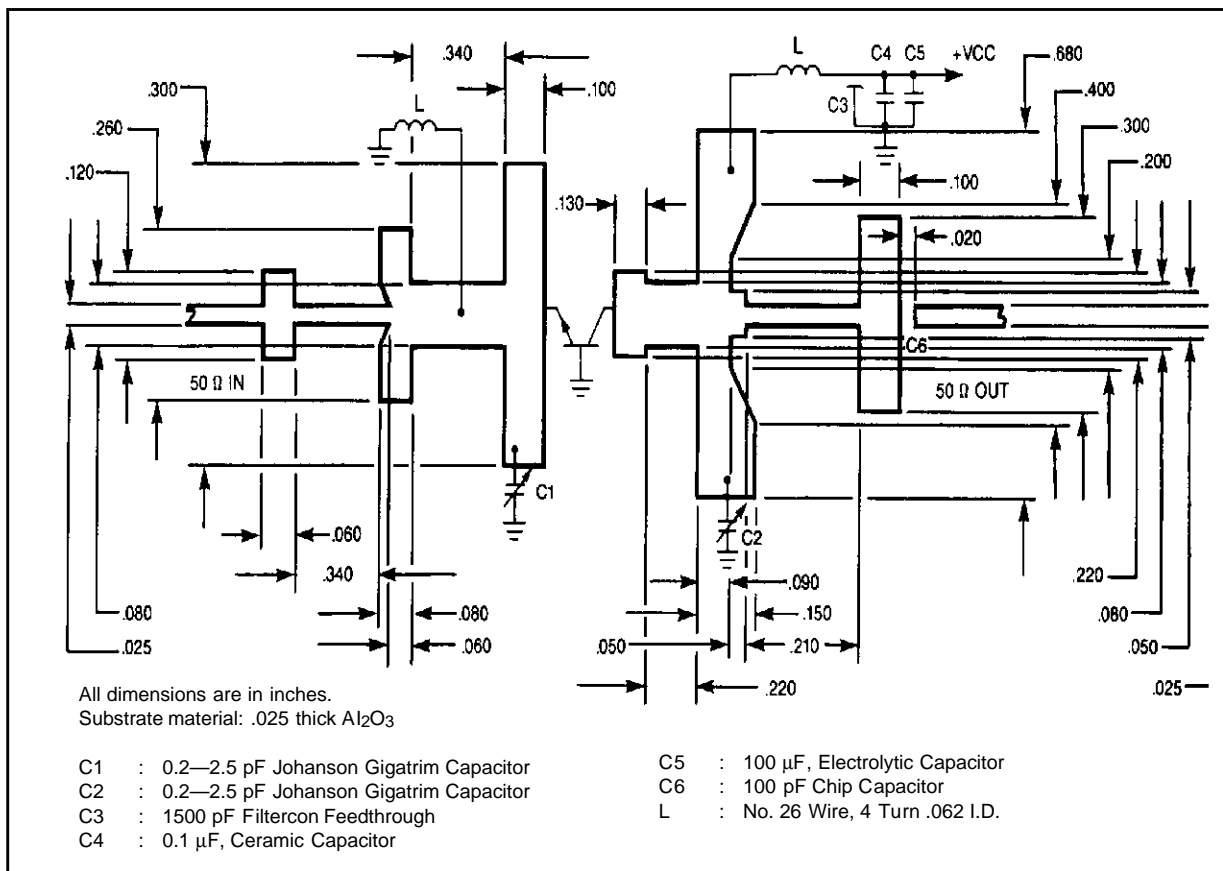 .340
L
C4 C5 +VCC
.680
.300
L
.100
C3
.400
.260
.300
.120
.200
.130
.100
.020
C6
50 Ω IN
50 Ω OUT
C1
.060
C2
.340
.090
.220
.080
.080
.150
.080
.025
.060
.050
.210
.050
.220
.025
All dimensions are in inches.
Substrate material: .025 thick Al2O3
C1 : 0.2—2.5 pF Johanson Gigatrim Capacitor
C2 : 0.2—2.5 pF Johanson Gigatrim Capacitor
C3 : 1500 pF Filtercon Feedthrough
C4 : 0.1 μF, Ceramic Capacitor
C5 : 100 μF, Electrolytic Capacitor
C6 : 100 pF Chip Capacitor
L : No. 26 Wire, 4 Turn .062 I.D.